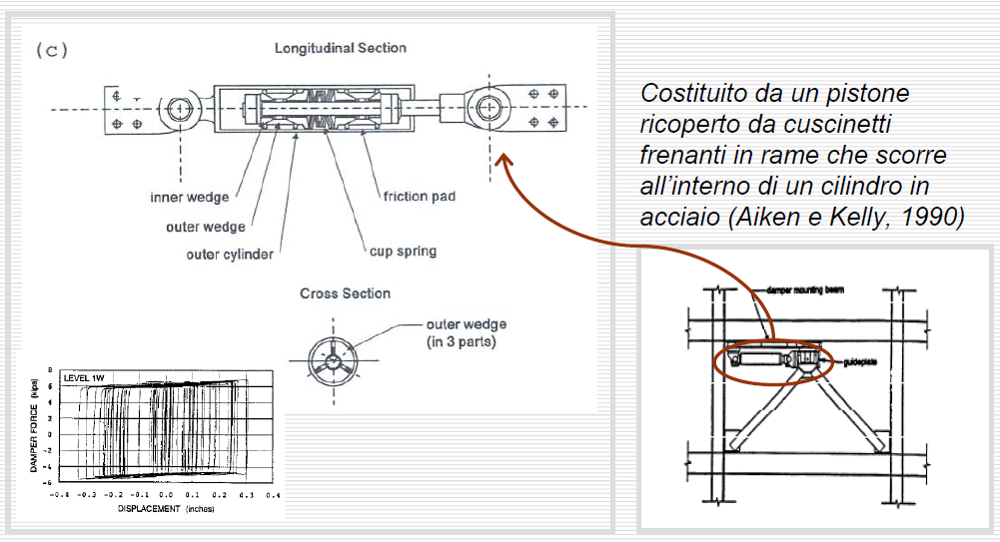 (c)
Longitudinal Section
inner wedge
friction pad
outer wedge
outer cylinder
cup spring
Cross Section
outer wedge
(in 3 parts)
LEVEL 1W
DAMPER FORCE (kips)
8
6
4
2
0
-2
-4
-6
-0.4 -0.3 -0.2 -0.1 0.0 0.1 0.2 0.3 0.4
DISPLACEMENT (inches)
Costituito da un pistone
ricoperto da cuscinetti
frenanti in rame che scorre
all'interno di un cilindro in
acciaio (Aiken e Kelly, 1990)
damper mounting beam
guideplate